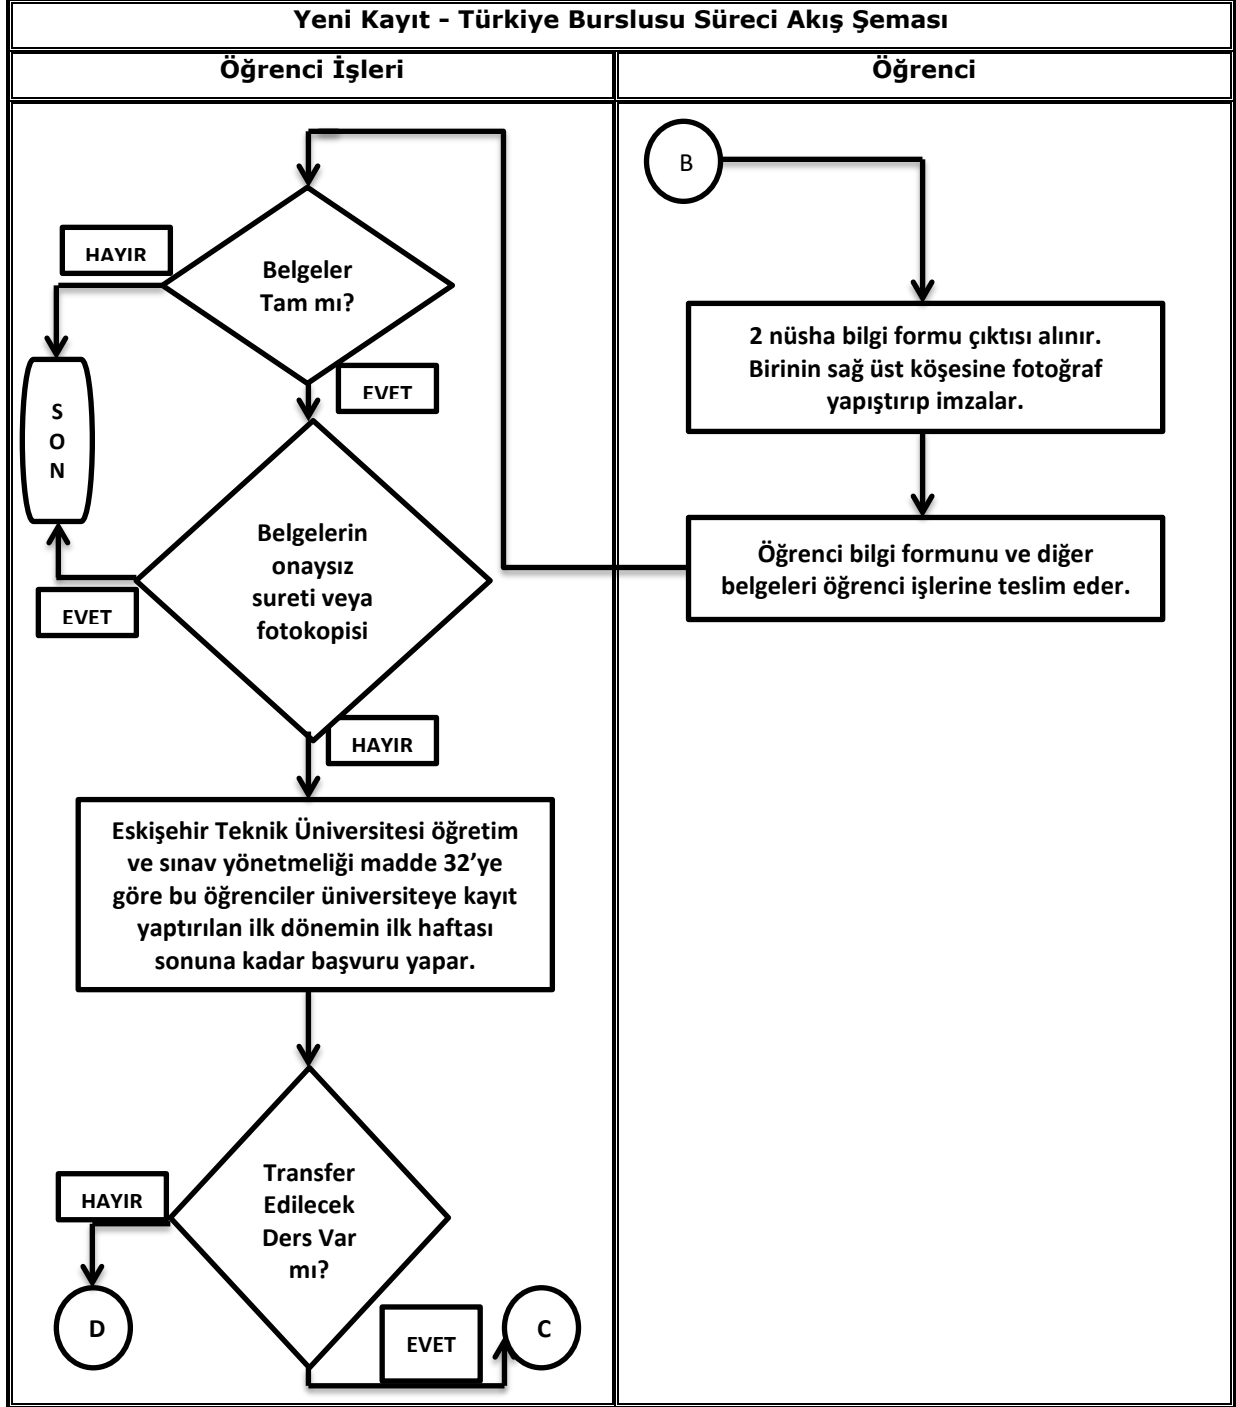 Yeni Kayıt - Türkiye Burslusu Süreci Akış Şeması
Öğrenci İşleri
Öğrenci
B
HAYIR
Belgeler
Tam mı?
2 nüsha bilgi formu çıktısı alınır.
Birinin sağ üst köşesine fotoğraf
yapıştırıp imzalar.
EVET
S
O
N
Belgelerin
onaysız
sureti veya
fotokopisi
Öğrenci bilgi formunu ve diğer
belgeleri öğrenci işlerine teslim eder.
EVET
HAYIR
Eskişehir Teknik Üniversitesi öğretim
ve sınav yönetmeliği madde 32’ye
göre bu öğrenciler üniversiteye kayıt
yaptırılan ilk dönemin ilk haftası
sonuna kadar başvuru yapar.
Transfer
Edilecek
Ders Var
mı?
HAYIR
D
EVET
C